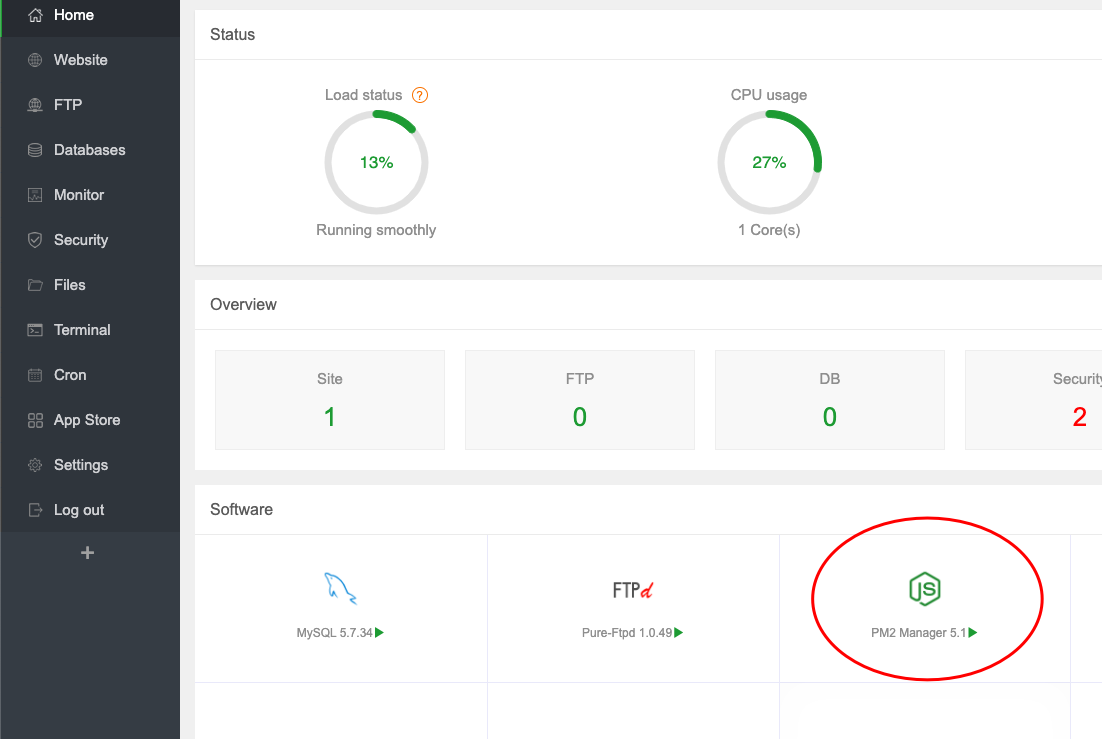 Home
Website
FTP
Databases
Monitor
Security
Files
Terminal
Cron
App Store
Settings
Log out
+
Status
Load status ?
13%
Running smoothly
CPU usage
27%
1 Core(s)
Overview
Site
1
FTP
0
DB
0
Security
2
Software
MySQL 5.7.34
FTPd
Pure-Ftpd 1.0.49
JS
PM2 Manager 5.1